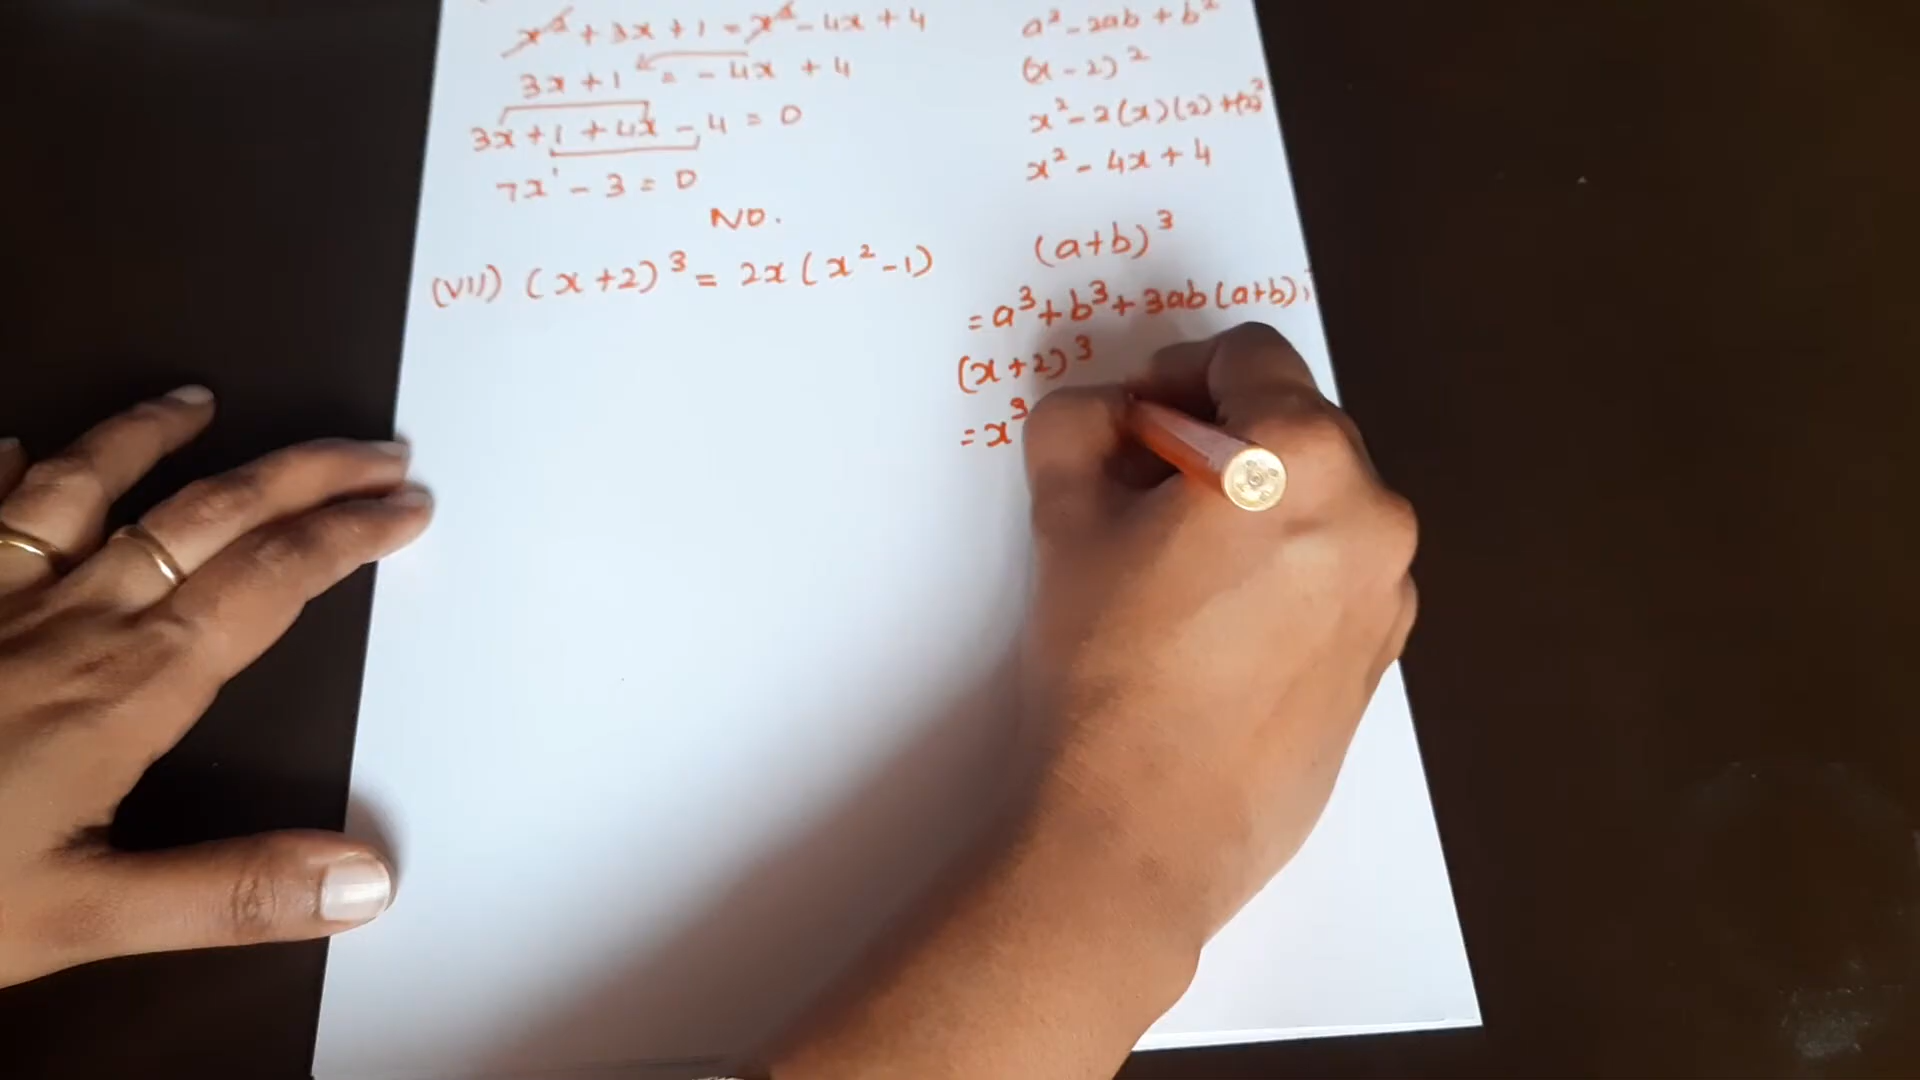 x² + 3x + 1 = x² - 4x + 4
3x + 1 = - 4x + 4
3x + 1 + 4x - 4 = 0
7x - 3 = 0
NO.
(VII) (x+2)³ = 2x (x² - 1)
a² - 2ab + b²
(x - 2)²
x² - 2(x)(2) + (2)²
x² - 4x + 4
(a+b)³
= a³ + b³ + 3ab (a+b)
(x + 2)³
= x³